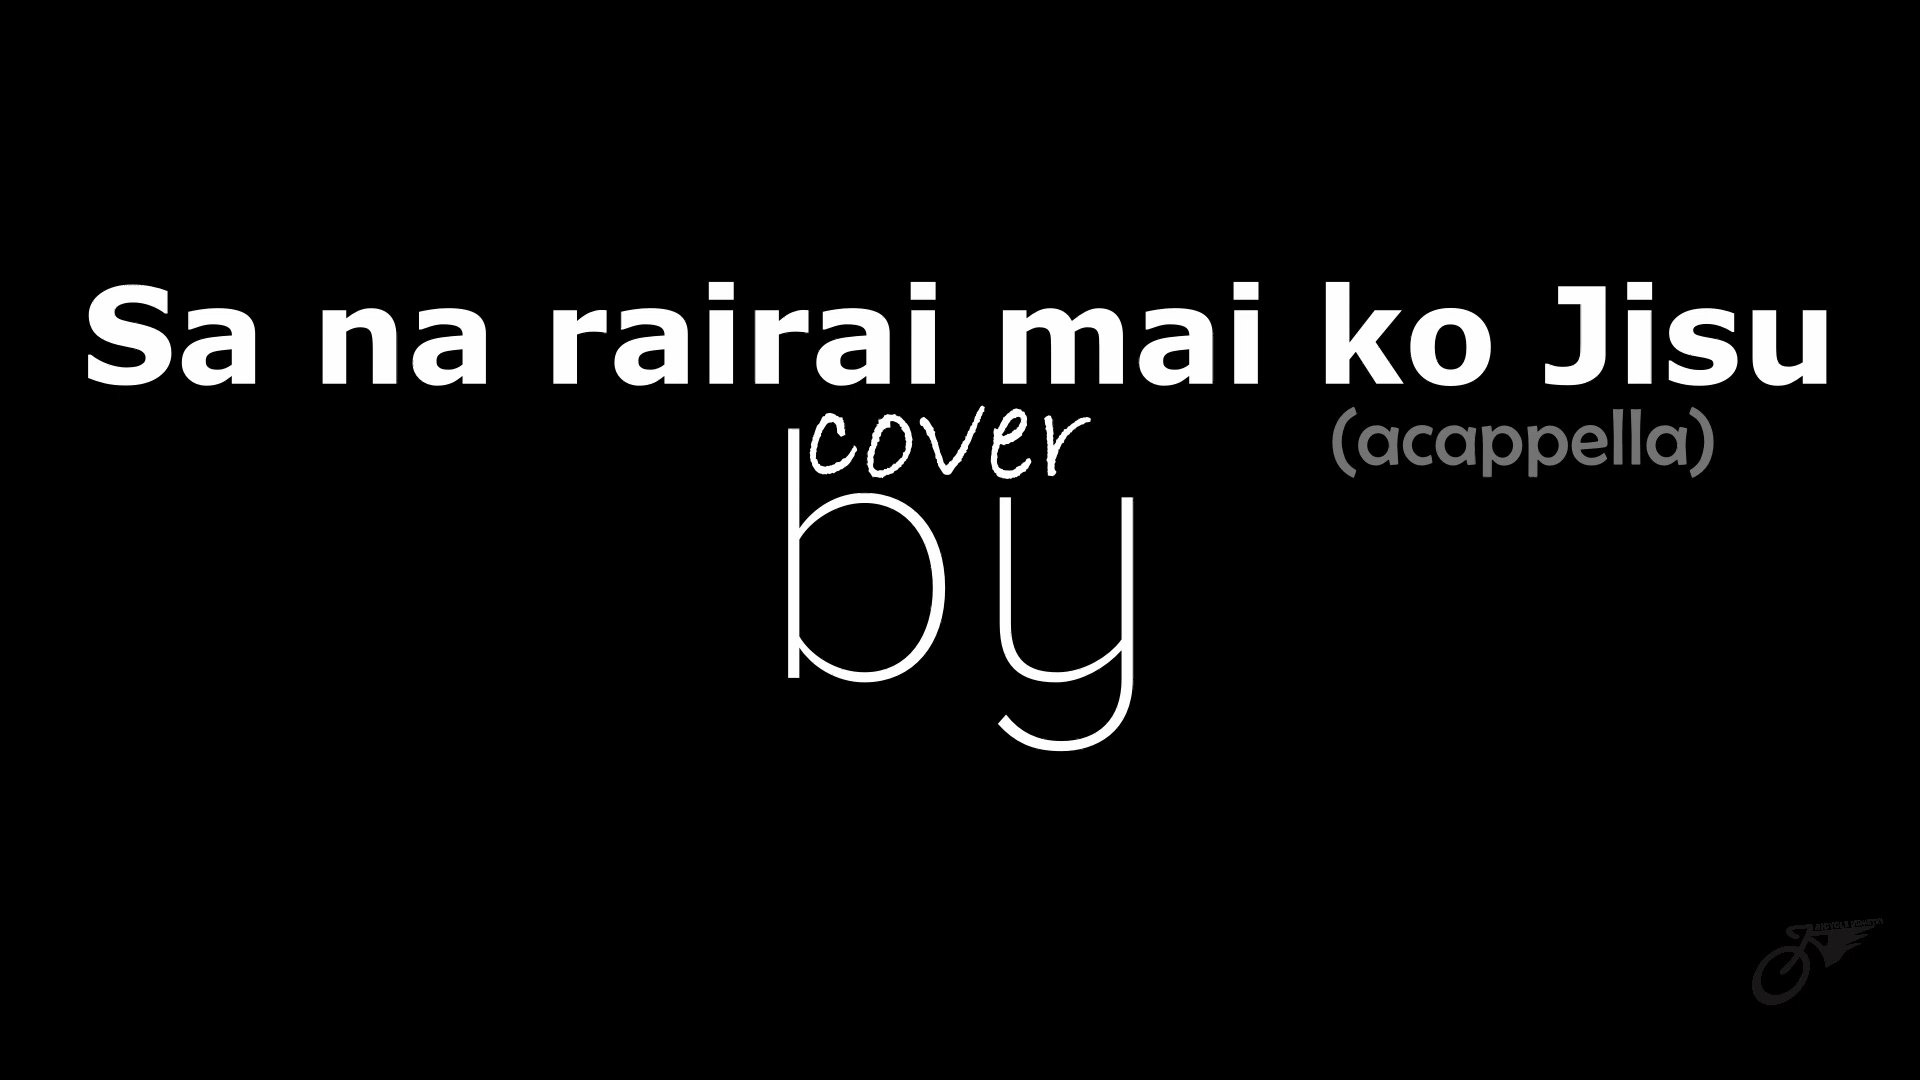 Sa na rairai mai ko Jisu
cover
(acappella)
by